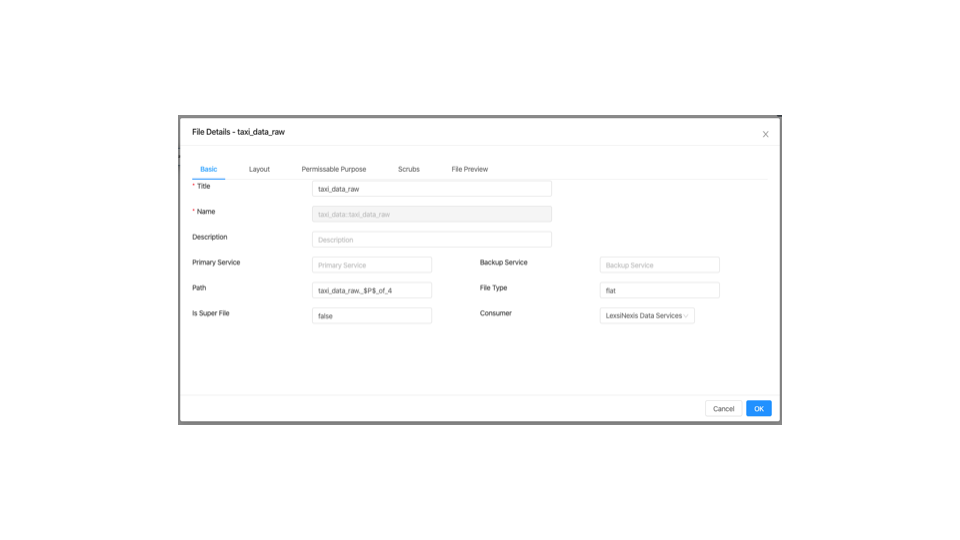 File Details - taxi_data_raw
Basic Layout Permissable Purpose Scrubs File Preview
* Title taxi_data_raw
* Name taxi_data::taxi_data_raw
Description Description
Primary Service Primary Service Backup Service Backup Service
Path taxi_data_raw._$P$_of_4 File Type flat
Is Super File false Consumer LexsiNexis Data Services
Cancel OK